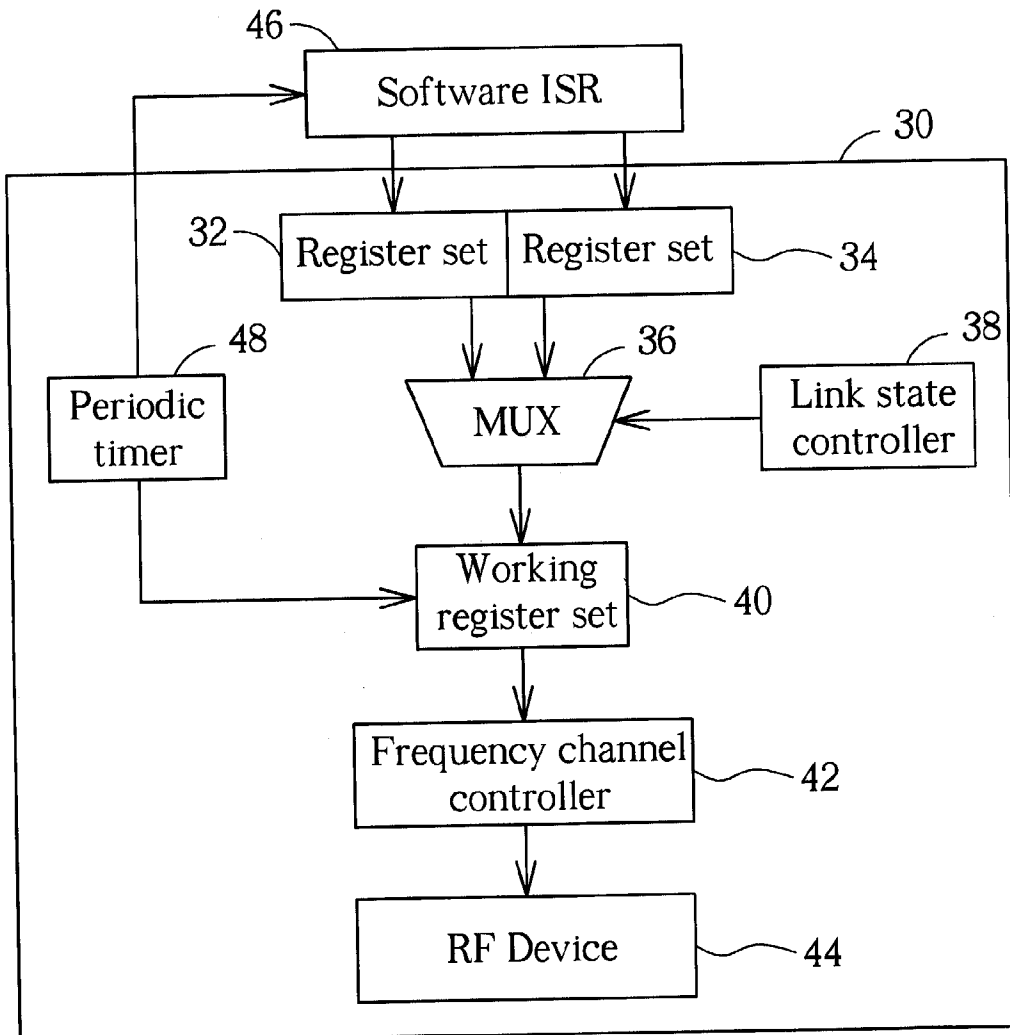 46
Software ISR
30
32
Register set
Register set
34
48
36
38
Periodic
timer
MUX
Link state
controller
Working
register set
40
Frequency channel
controller
42
RF Device
44